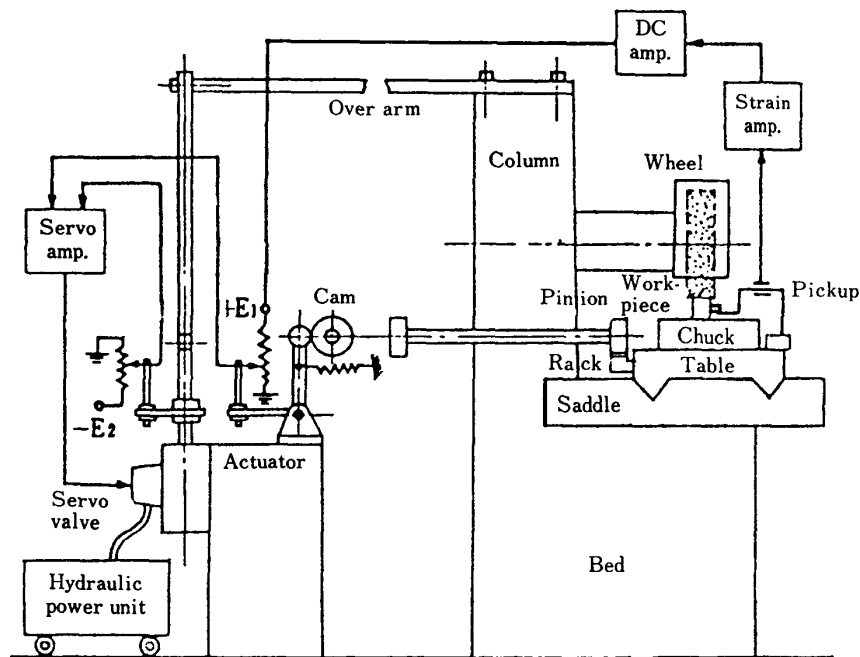 DC
amp.
Strain
amp.
Over arm
Column
Wheel
Servo
amp.
Work-
piece
Pickup
Pinion
+E1
Cam
Chuck
Rack
Table
-E2
Saddle
Actuator
Servo
valve
Bed
Hydraulic
power unit